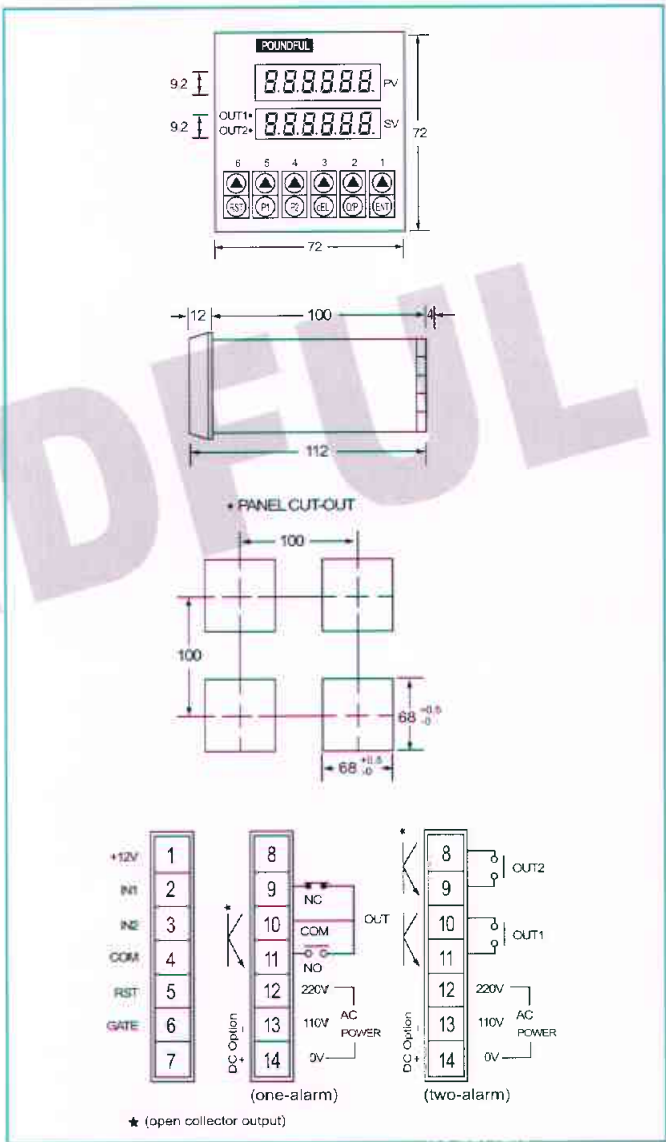 POUNDFUL
9.2 8.8.8.8.8.8. PV
OUT1•
9.2 8.8.8.8.8.8. SV 72
OUT2•
6 5 4 3 2 1
RST P1 P2 dEL O/P ENT
72
12 100 4
112
DFUL
• PANEL CUT-OUT
100
100
68 +0.5 -0
68 +0.5 -0
+12V 1
IN1 2
IN2 3
COM 4
RST 5
GATE 6
7
8
9 NC
★ 10 COM OUT
11 NO
12 220V
13 110V AC POWER
14 0V
DC Option - +
(one-alarm)
★ 8
9 OUT2
10
11 OUT1
12 220V
13 110V AC POWER
14 0V
DC Option - +
(two-alarm)
★ (open collector output)